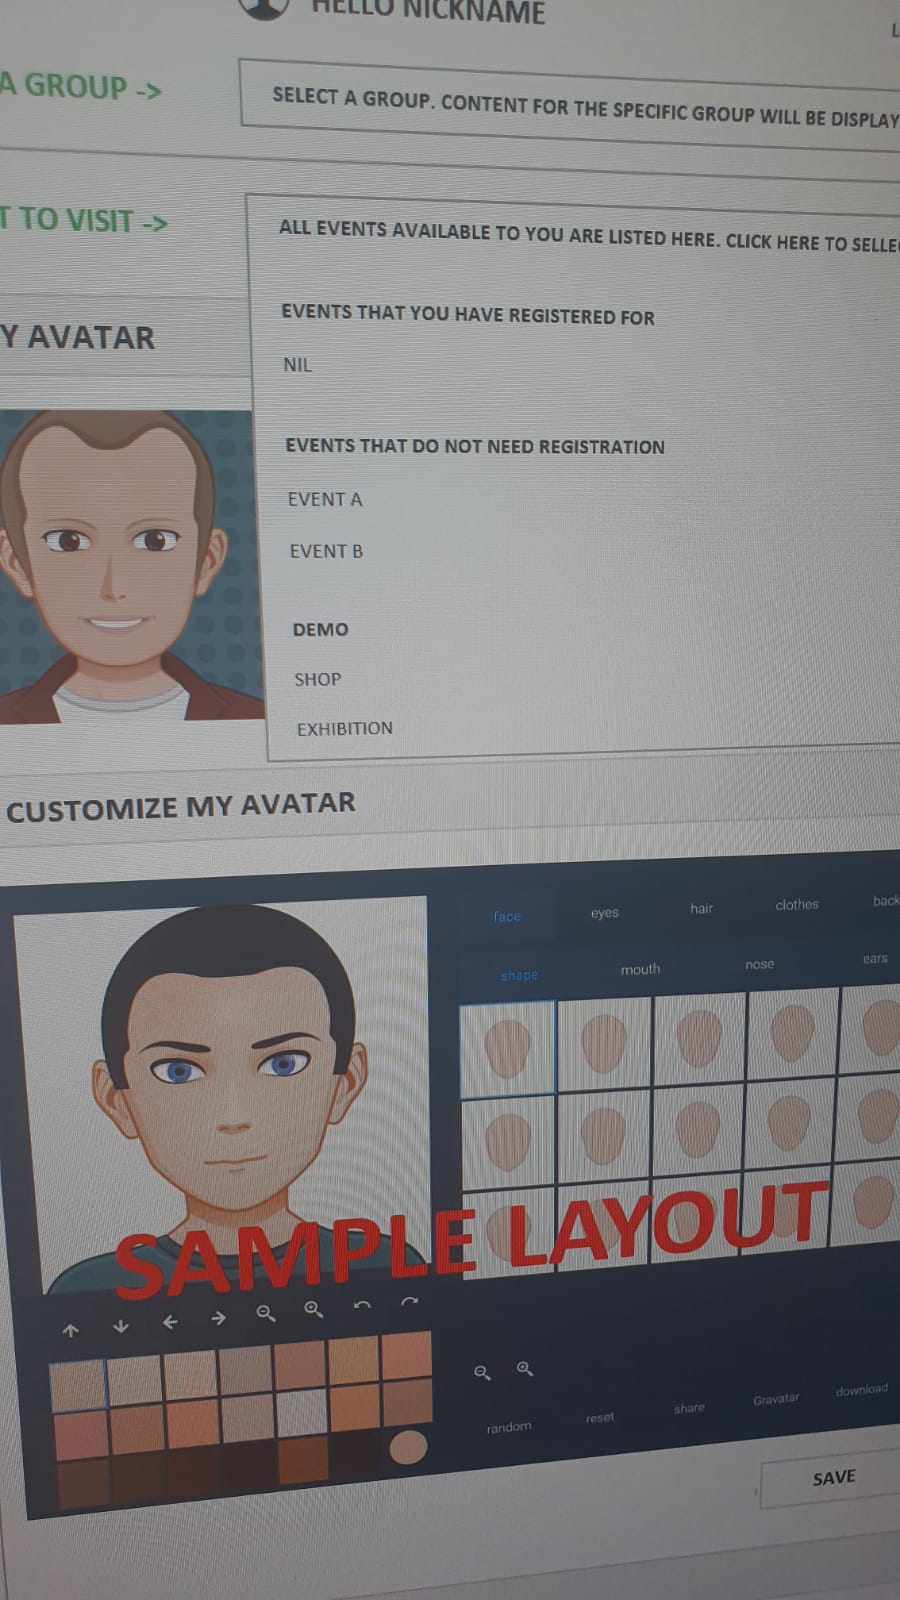 HELLO NICKNAME
L
A GROUP ->
SELECT A GROUP. CONTENT FOR THE SPECIFIC GROUP WILL BE DISPLAY
T TO VISIT ->
ALL EVENTS AVAILABLE TO YOU ARE LISTED HERE. CLICK HERE TO SELLE
EVENTS THAT YOU HAVE REGISTERED FOR
Y AVATAR
NIL
EVENTS THAT DO NOT NEED REGISTRATION
EVENT A
EVENT B
DEMO
SHOP
EXHIBITION
CUSTOMIZE MY AVATAR
face eyes hair clothes back
shape mouth nose ears
SAMPLE LAYOUT
random reset share Gravatar download
SAVE